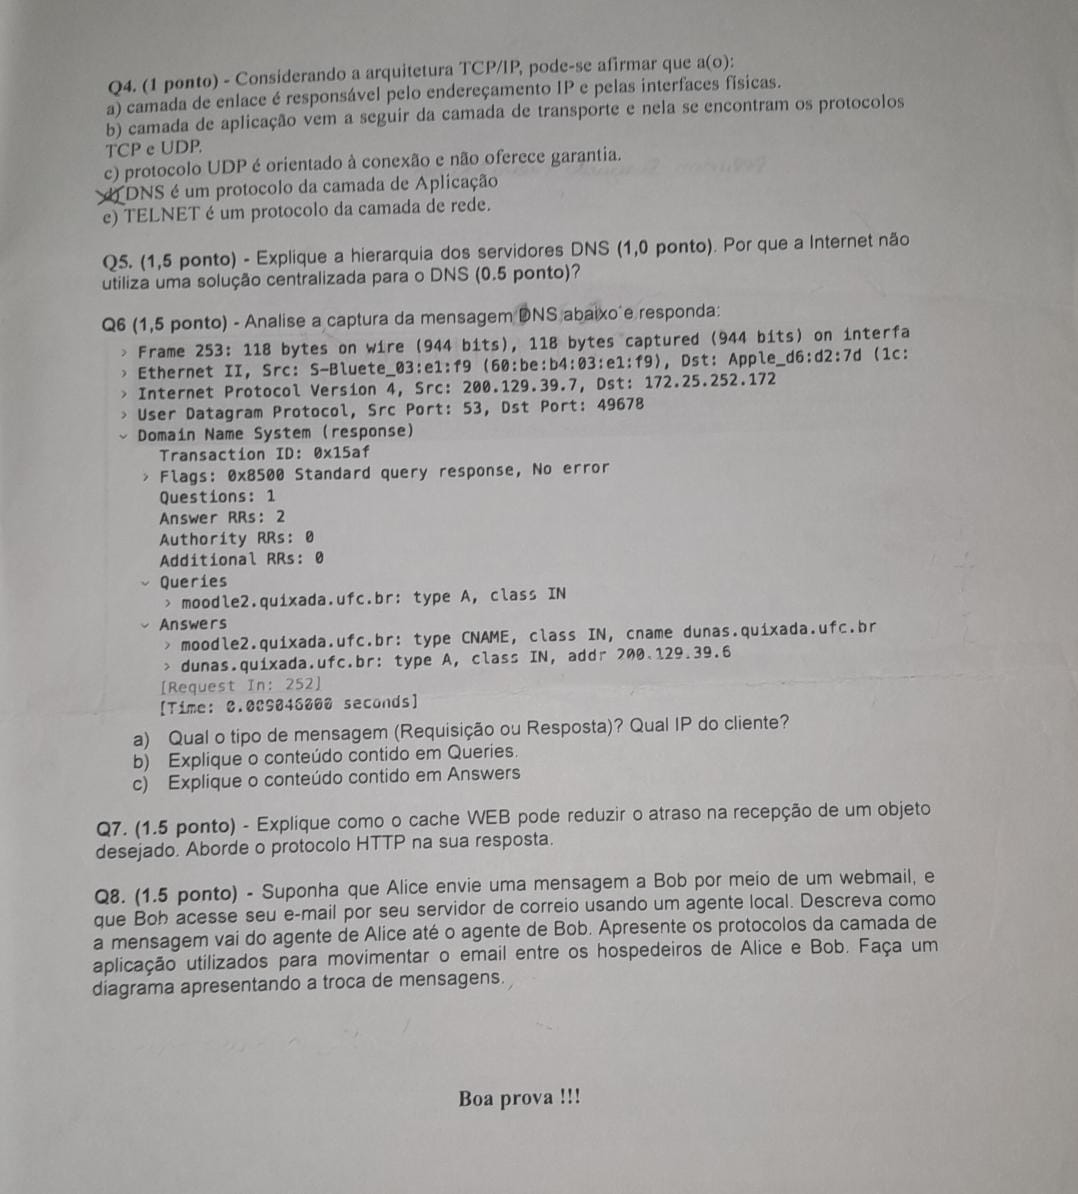 Q4. (1 ponto) - Considerando a arquitetura TCP/IP, pode-se afirmar que a(o):
a) camada de enlace é responsável pelo endereçamento IP e pelas interfaces físicas.
b) camada de aplicação vem a seguir da camada de transporte e nela se encontram os protocolos
TCP e UDP.
c) protocolo UDP é orientado à conexão e não oferece garantia.
DNS é um protocolo da camada de Aplicação
e) TELNET é um protocolo da camada de rede.
Q5. (1,5 ponto) - Explique a hierarquia dos servidores DNS (1,0 ponto). Por que a Internet não
utiliza uma solução centralizada para o DNS (0.5 ponto)?
Q6 (1,5 ponto) - Analise a captura da mensagem DNS abaixo e responda:
> Frame 253: 118 bytes on wire (944 bits), 118 bytes captured (944 bits) on interfa
> Ethernet II, Src: S-Bluete_03:e1:f9 (60:be:b4:03:e1:f9), Dst: Apple_d6:d2:7d (1c:
> Internet Protocol Version 4, Src: 200.129.39.7, Dst: 172.25.252.172
> User Datagram Protocol, Src Port: 53, Dst Port: 49678
Domain Name System (response)
Transaction ID: 0x15af
> Flags: 0x8500 Standard query response, No error
Questions: 1
Answer RRs: 2
Authority RRs: 0
Additional RRs: 0
Queries
> moodle2.quixada.ufc.br: type A, class IN
Answers
> moodle2.quixada.ufc.br: type CNAME, class IN, cname dunas.quixada.ufc.br
> dunas.quixada.ufc.br: type A, class IN, addr 200.129.39.6
[Request In: 252]
[Time: seconds]
a) Qual o tipo de mensagem (Requisição ou Resposta)? Qual IP do cliente?
b) Explique o conteúdo contido em Queries.
c) Explique o conteúdo contido em Answers
Q7. (1.5 ponto) - Explique como o cache WEB pode reduzir o atraso na recepção de um objeto
desejado. Aborde o protocolo HTTP na sua resposta.
Q8. (1.5 ponto) - Suponha que Alice envie uma mensagem a Bob por meio de um webmail, e
que Bob acesse seu e-mail por seu servidor de correio usando um agente local. Descreva como
a mensagem vai do agente de Alice até o agente de Bob. Apresente os protocolos da camada de
aplicação utilizados para movimentar o email entre os hospedeiros de Alice e Bob. Faça um
diagrama apresentando a troca de mensagens.
Boa prova !!!